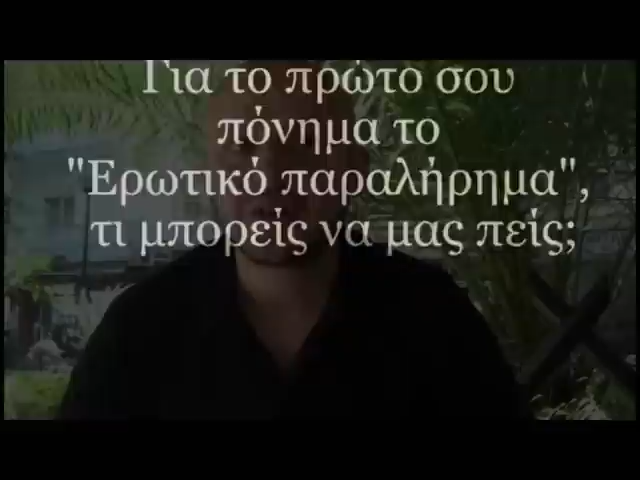 Για το πρώτο σου
πόνημα το
"Ερωτικό παραλήρημα",
τι μπορείς να μας πείς;